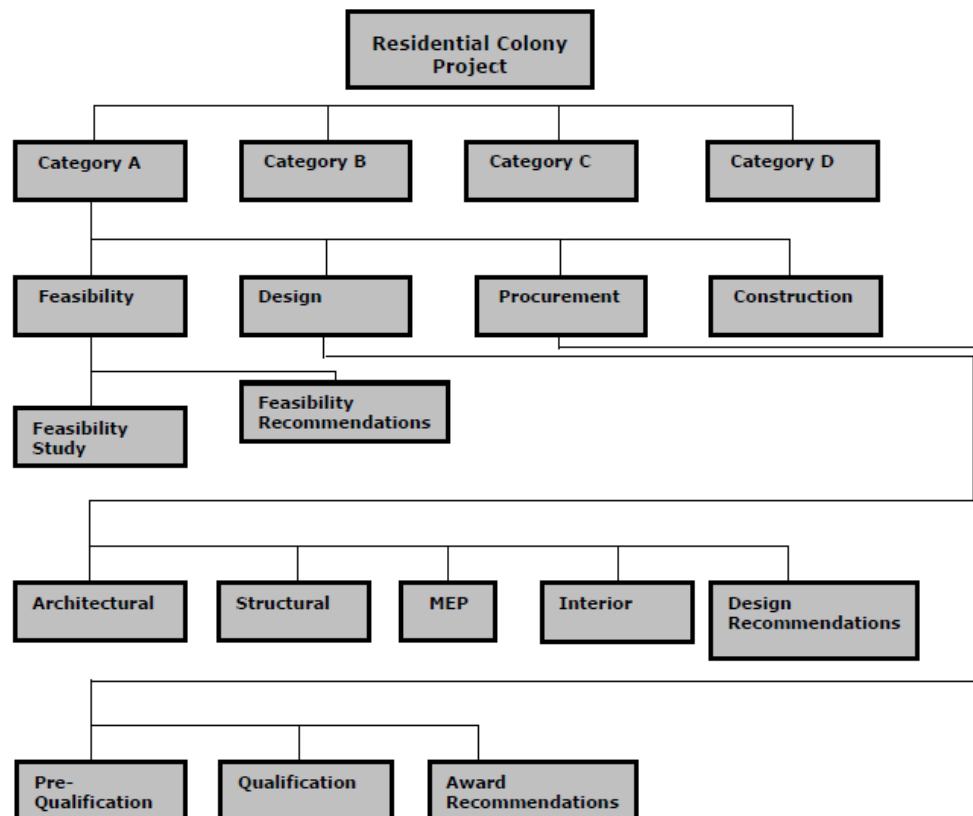 Residential Colony
Project
Category A
Category B
Category C
Category D
Feasibility
Design
Procurement
Construction
Feasibility
Study
Feasibility
Recommendations
Architectural
Structural
MEP
Interior
Design
Recommendations
Pre-
Qualification
Qualification
Award
Recommendations